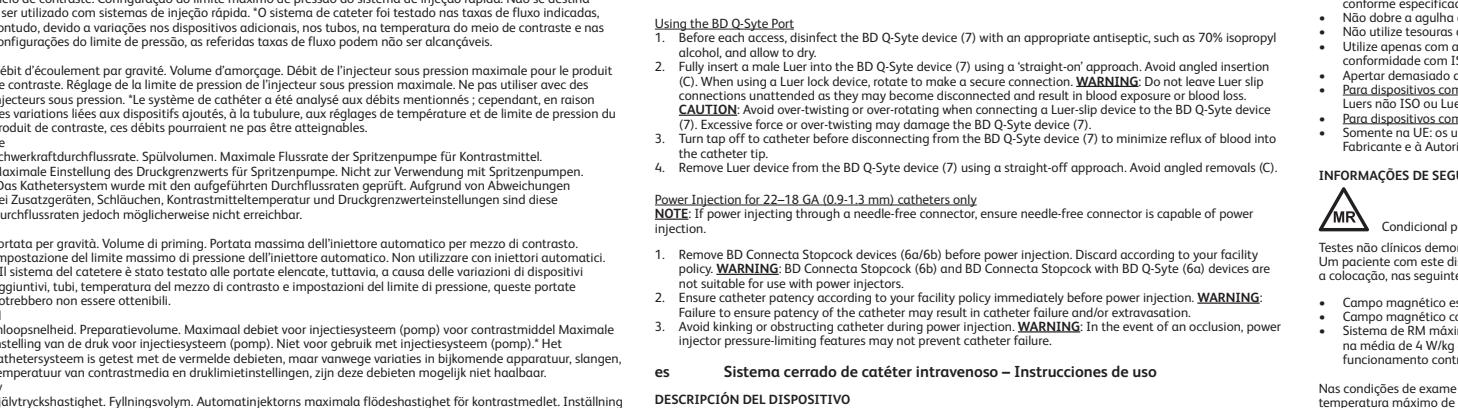 ser utilizado com sistemas de injeção rápida. *O sistema de cateter foi testado nas taxas de fluxo indicadas,
contudo, devido a variações nos dispositivos adicionais, nos tubos, na temperatura do meio de contraste e nas
configurações do limite de pressão, as referidas taxas de fluxo podem não ser alcançáveis.
ébit d'écoulement par gravité. Volume d'amorçage. Débit de l'injecteur sous pression maximale pour le produit
e contraste. Réglage de la limite de pression de l'injecteur sous pression maximale. Ne pas utiliser avec des
njecteurs sous pression. *Le système de cathéter a été analysé aux débits mentionnés ; cependant, en raison
es variations liées aux dispositifs ajoutés, à la tubulure, aux réglages de température et de limite de pression du
roduit de contraste, ces débits pourraient ne pas être atteignables.
e
chwerkraftdurchflussrate. Spülvolumen. Maximale Flussrate der Spritzenpumpe für Kontrastmittel.
Maximale Einstellung des Druckgrenzwerts für Spritzenpumpe. Nicht zur Verwendung mit Spritzenpumpen.
Das Kathetersystem wurde mit den aufgeführten Durchflussraten geprüft. Aufgrund von Abweichungen
ei Zusatzgeräten, Schläuchen, Kontrastmitteltemperatur und Druckgrenzwerteinstellungen sind diese
urchflussraten jedoch möglicherweise nicht erreichbar.
ortata per gravità. Volume di priming. Portata massima dell'iniettore automatico per mezzo di contrasto.
mpostazione del limite massimo di pressione dell'iniettore automatico. Non utilizzare con iniettori automatici.
Il sistema del catetere è stato testato alle portate elencate, tuttavia, a causa delle variazioni di dispositivi
ggiuntivi, tubi, temperatura del mezzo di contrasto e impostazioni del limite di pressione, queste portate
otrebbero non essere ottenibili.
l
nloopsnelheid. Preparatievolume. Maximaal debiet voor injectiesysteem (pomp) voor contrastmiddel Maximale
nstelling van de druk voor injectiesysteem (pomp). Niet voor gebruik met injectiesysteem (pomp).* Het
athetersysteem is getest met de vermelde debieten, maar vanwege variaties in bijkomende apparatuur, slangen,
emperatuur van contrastmedia en druklimietinstellingen, zijn deze debieten mogelijk niet haalbaar.
v
jälvtryckshastighet. Fyllningsvolym. Automatinjektorns maximala flödeshastighet för kontrastmedlet. Inställning
Using the BD Q-Syte Port
1. Before each access, disinfect the BD Q-Syte device (7) with an appropriate antiseptic, such as 70% isopropyl
alcohol, and allow to dry.
2. Fully insert a male Luer into the BD Q-Syte device (7) using a 'straight-on' approach. Avoid angled insertion
(C). When using a Luer lock device, rotate to make a secure connection. WARNING: Do not leave Luer slip
connections unattended as they may become disconnected and result in blood exposure or blood loss.
CAUTION: Avoid over-twisting or over-rotating when connecting a Luer-slip device to the BD Q-Syte device
(7). Excessive force or over-twisting may damage the BD Q-Syte device (7).
3. Turn tap off to catheter before disconnecting from the BD Q-Syte device (7) to minimize reflux of blood into
the catheter tip.
4. Remove Luer device from the BD Q-Syte device (7) using a straight-off approach. Avoid angled removals (C).
Power Injection for 22–18 GA (0.9-1.3 mm) catheters only
NOTE: If power injecting through a needle-free connector, ensure needle-free connector is capable of power
injection.
1. Remove BD Connecta Stopcock devices (6a/6b) before power injection. Discard according to your facility
policy. WARNING: BD Connecta Stopcock (6b) and BD Connecta Stopcock with BD Q-Syte (6a) devices are
not suitable for use with power injectors.
2. Ensure catheter patency according to your facility policy immediately before power injection. WARNING:
Failure to ensure patency of the catheter may result in catheter failure and/or extravasation.
3. Avoid kinking or obstructing catheter during power injection. WARNING: In the event of an occlusion, power
injector pressure-limiting features may not prevent catheter failure.
es Sistema cerrado de catéter intravenoso – Instrucciones de uso
DESCRIPCIÓN DEL DISPOSITIVO
conforme especificad
• Não dobre a agulha
• Não utilize tesouras
• Utilize apenas com a
conformidade com IS
• Apertar demasiado
• Para dispositivos com
Luers não ISO ou Lue
• Para dispositivos com
• Somente na UE: os u
Fabricante e à Autori
INFORMAÇÕES DE SEGU
MR Condicional p
Testes não clínicos demon
Um paciente com este dis
a colocação, nas seguinte
• Campo magnético es
• Campo magnético co
• Sistema de RM máxi
na média de 4 W/kg
funcionamento contr
Nas condições de exame
temperatura máximo de